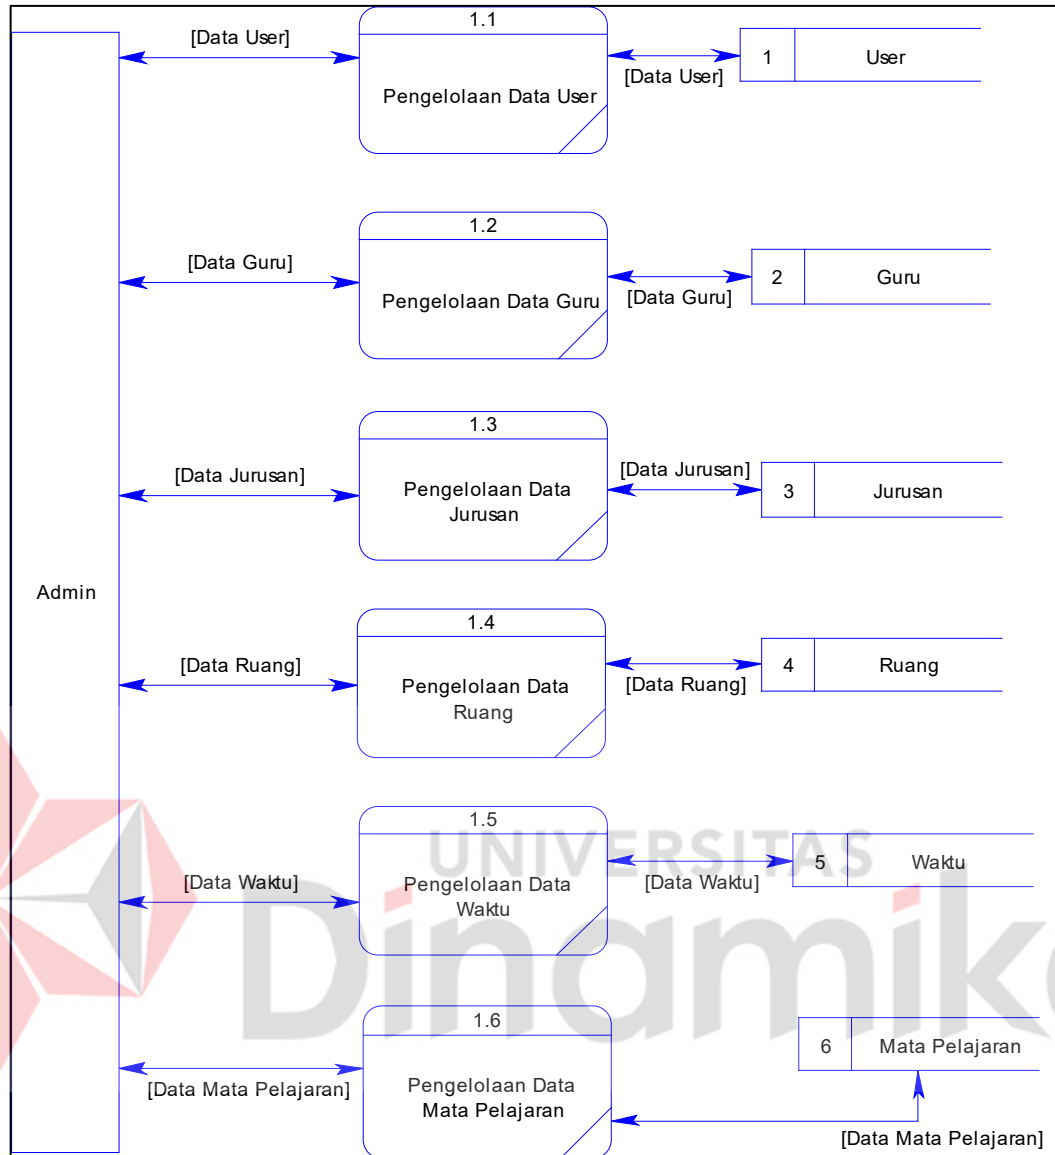 1.1
[Data User]
Pengelolaan Data User
[Data User]
1
User
1.2
[Data Guru]
Pengelolaan Data Guru
[Data Guru]
2
Guru
1.3
[Data Jurusan]
Pengelolaan Data
Jurusan
[Data Jurusan]
3
Jurusan
Admin
1.4
[Data Ruang]
Pengelolaan Data
Ruang
[Data Ruang]
4
Ruang
1.5
[Data Waktu]
Pengelolaan Data
Waktu
[Data Waktu]
5
Waktu
UNIVERSITAS
Dinamika
1.6
[Data Mata Pelajaran]
Pengelolaan Data
Mata Pelajaran
6
Mata Pelajaran
[Data Mata Pelajaran]